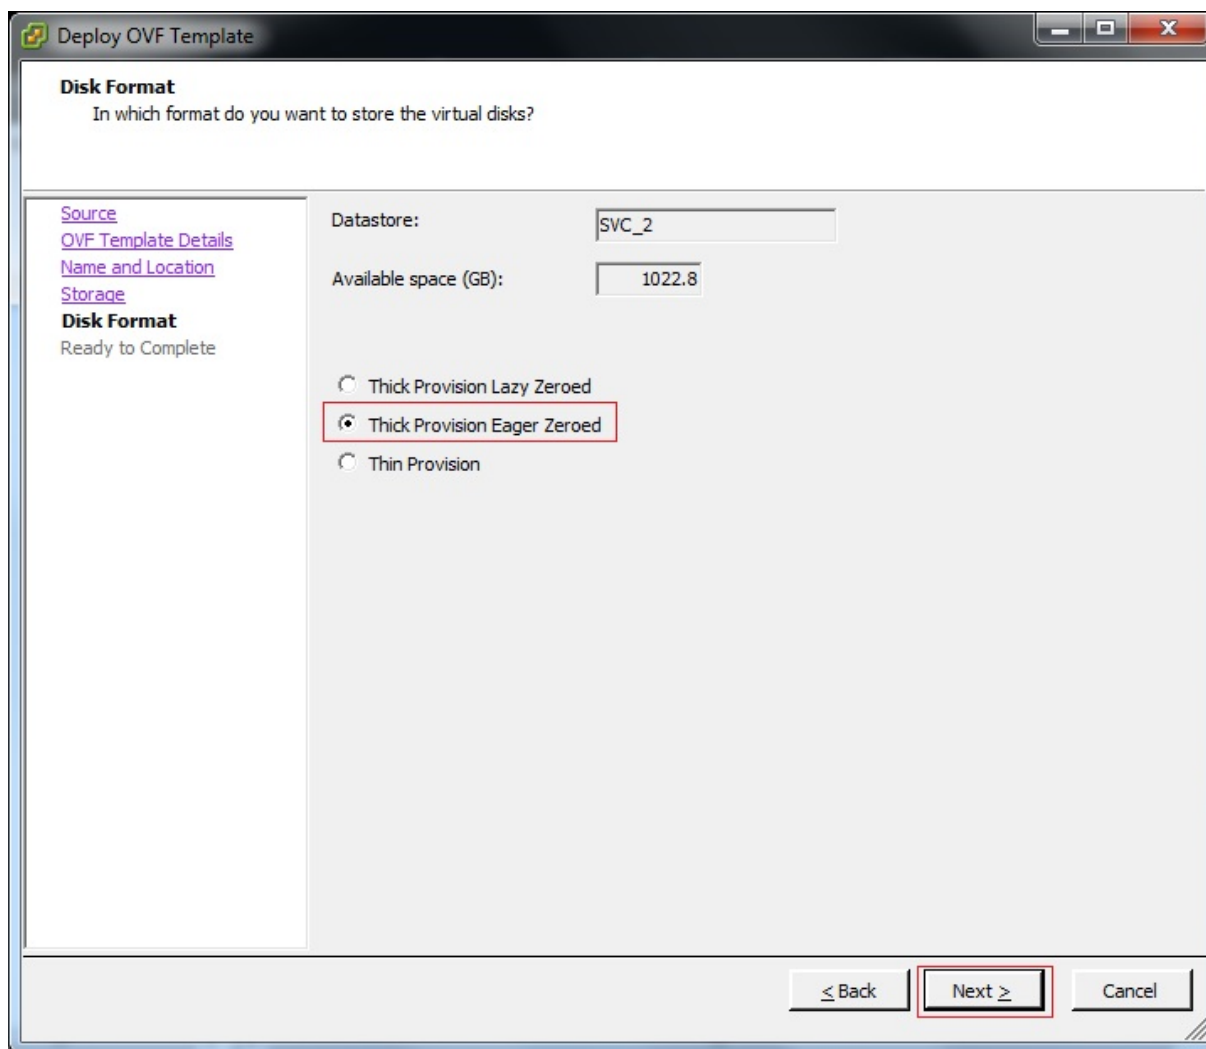 Deploy OVF Template
Disk Format
In which format do you want to store the virtual disks?
Source
OVF Template Details
Name and Location
Storage
Disk Format
Ready to Complete
Datastore:
SVC_2
Available space (GB):
1022.8
Thick Provision Lazy Zeroed
Thick Provision Eager Zeroed
Thin Provision
< Back
Next >
Cancel